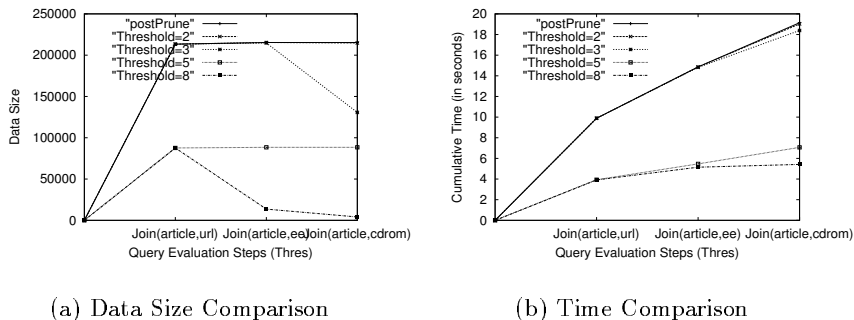 250000
200000
150000
100000
50000
0
Data Size
"postPrune"
"Threshold=2"
"Threshold=3"
"Threshold=5"
"Threshold=8"
Join(article,url) Join(article,ee) Join(article,cdrom)
Query Evaluation Steps (Thres)
(a) Data Size Comparison
20
18
16
14
12
10
8
6
4
2
0
Cumulative Time (in seconds)
"postPrune"
"Threshold=2"
"Threshold=3"
"Threshold=5"
"Threshold=8"
Join(article,url) Join(article,ee) Join(article,cdrom)
Query Evaluation Steps (Thres)
(b) Time Comparison